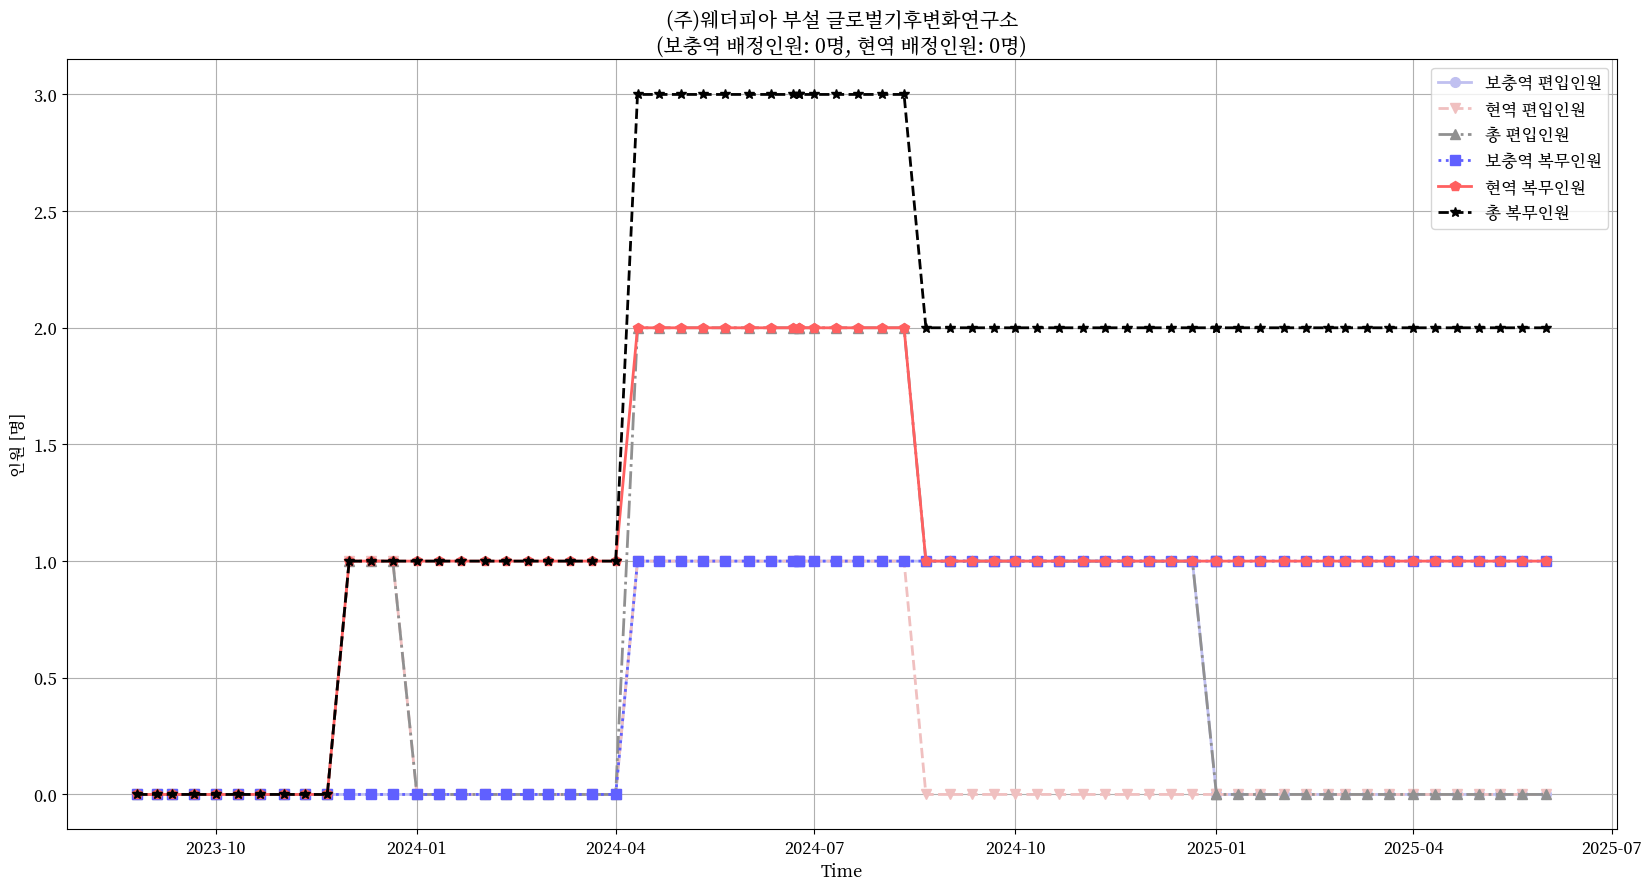 (주)웨더피아 부설 글로벌기후변화연구소
(보충역 배정인원: 0명, 현역 배정인원: 0명)
보충역 편입인원
현역 편입인원
총 편입인원
보충역 복무인원
현역 복무인원
총 복무인원
인원 [명]
3.0
2.5
2.0
1.5
1.0
0.5
0.0
2023-10
2024-01
2024-04
2024-07
2024-10
2025-01
2025-04
2025-07
Time